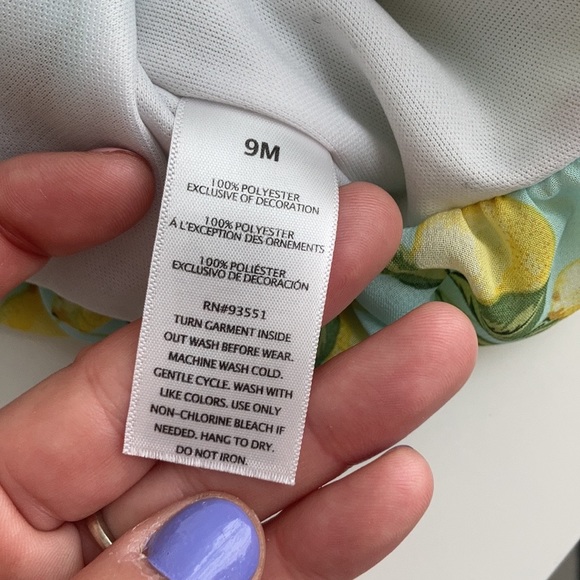 9M
100% POLYESTER
EXCLUSIVE OF DECORATION
100% POLYESTER
Á L'EXCEPTION DES ORNEMENTS
100% POLIÉSTER
EXCLUSIVO DE DECORACIÓN
RN#93551
TURN GARMENT INSIDE
OUT WASH BEFORE WEAR.
MACHINE WASH COLD.
GENTLE CYCLE. WASH WITH
LIKE COLORS. USE ONLY
NON-CHLORINE BLEACH IF
NEEDED. HANG TO DRY.
DO NOT IRON.